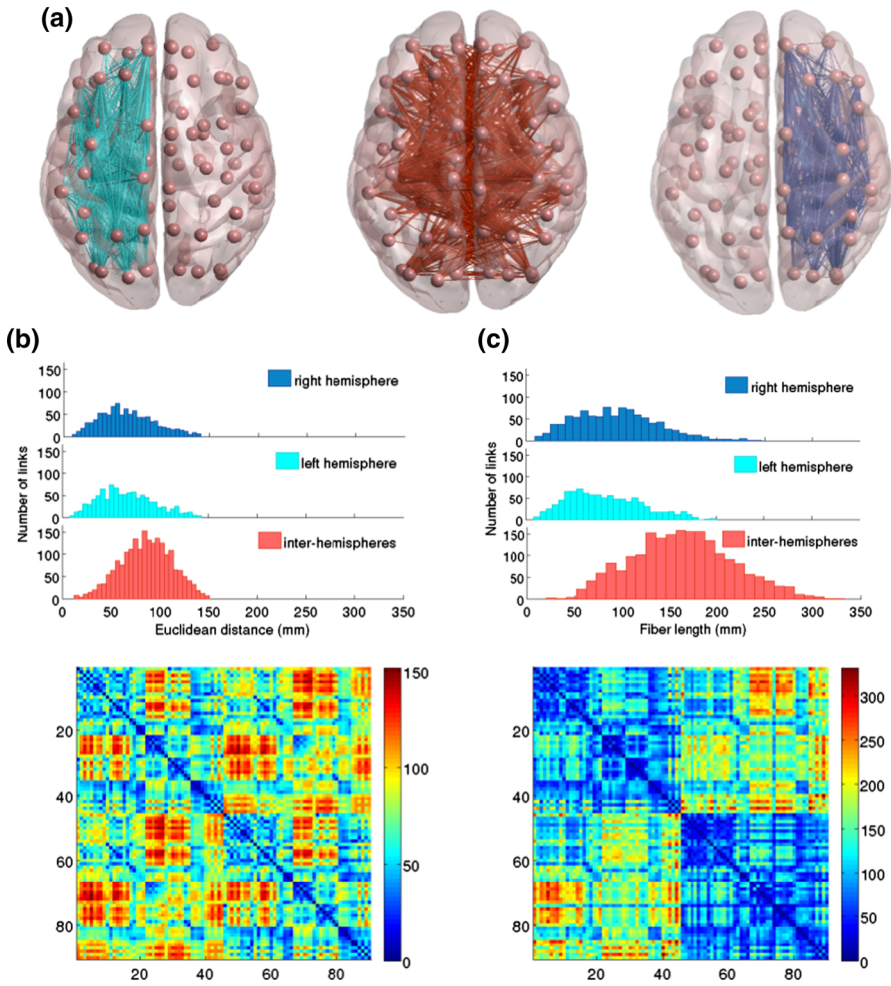 (a)
(b)
(c)
150
100
50
0
right hemisphere
150
100
50
0
left hemisphere
150
100
50
0
inter-hemispheres
Number of links
0 50 100 150 200 250 300 350
Euclidean distance (mm)
150
100
50
0
right hemisphere
150
100
50
0
left hemisphere
150
100
50
0
inter-hemispheres
Number of links
0 50 100 150 200 250 300 350
Fiber length (mm)
20
40
60
80
20 40 60 80
150
100
50
0
20
40
60
80
20 40 60 80
300
250
200
150
100
50
0